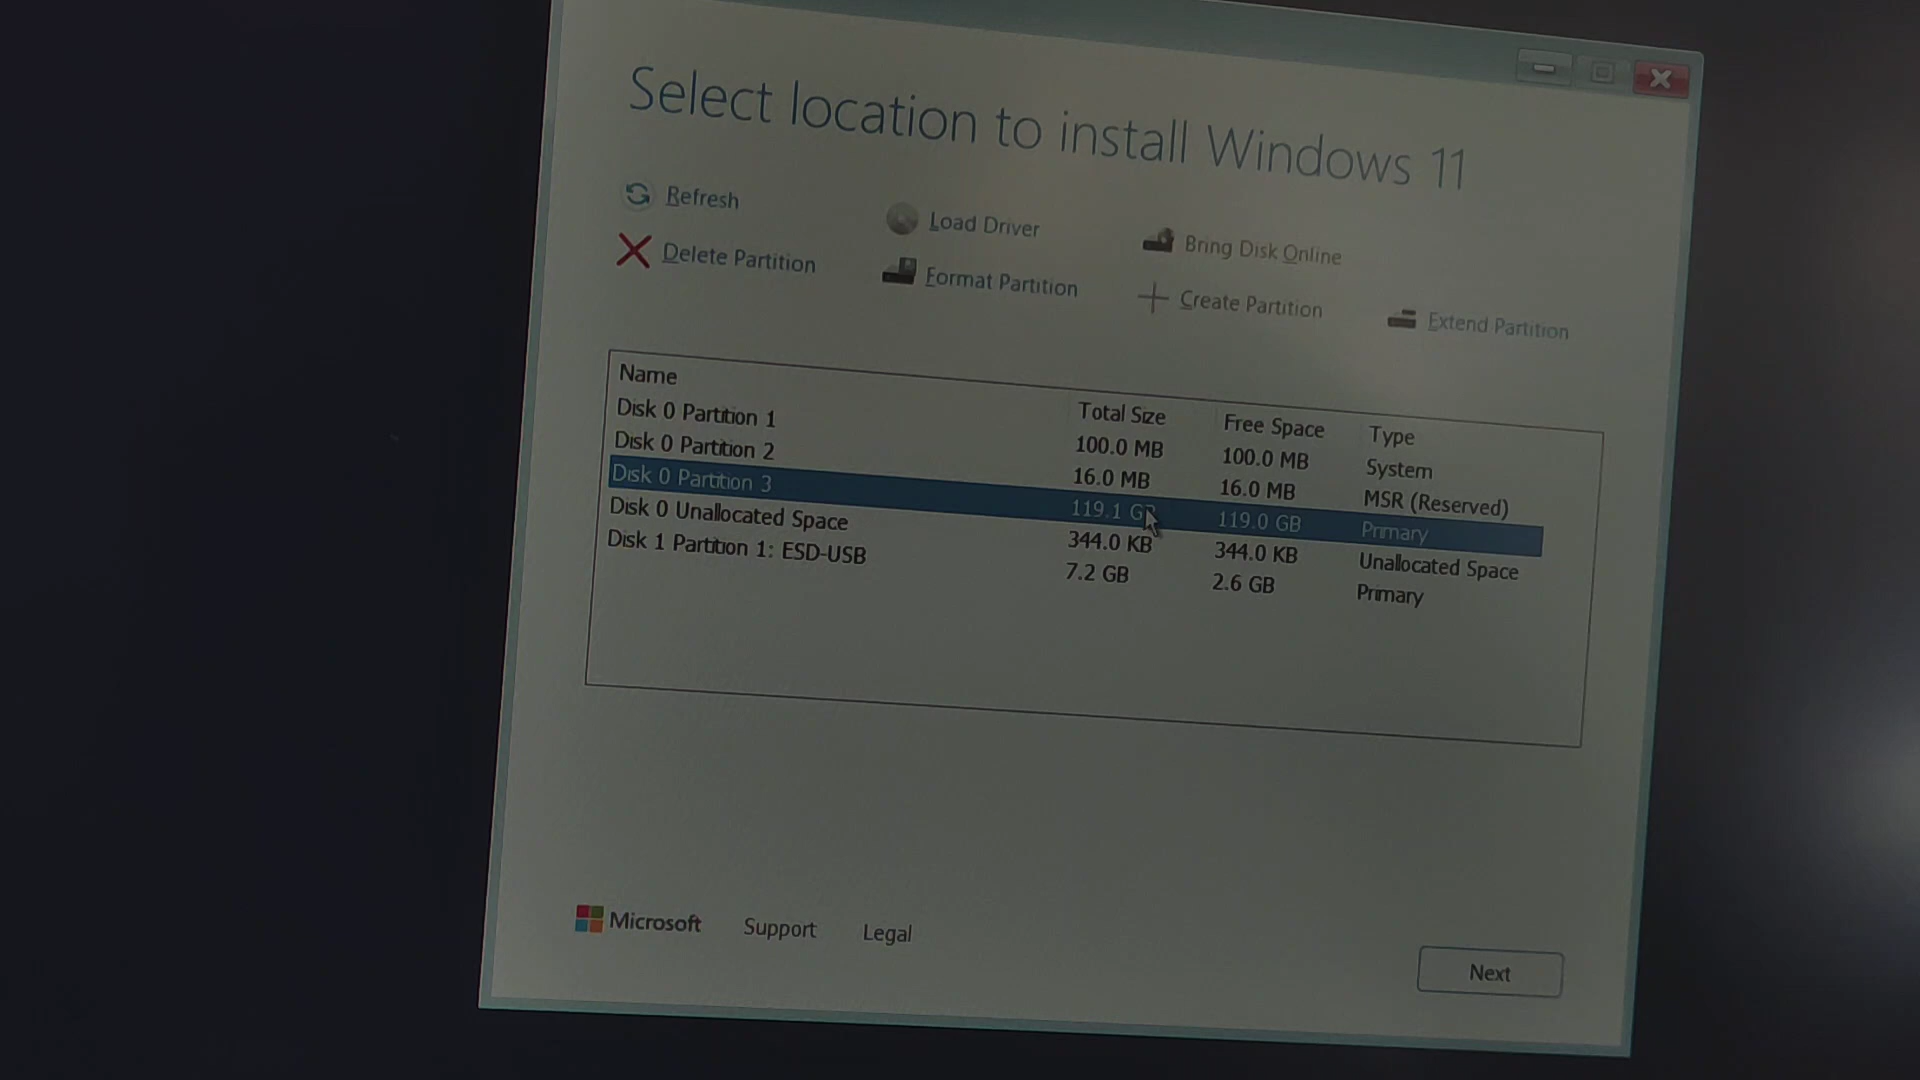 Select location to install Windows 11
Refresh
Load Driver
Bring Disk Online
Delete Partition
Format Partition
Create Partition
Extend Partition
Name Total Size Free Space Type
Disk 0 Partition 1 100.0 MB 100.0 MB System
Disk 0 Partition 2 16.0 MB 16.0 MB MSR (Reserved)
Disk 0 Partition 3 119.1 GB 119.0 GB Primary
Disk 0 Unallocated Space 344.0 KB 344.0 KB Unallocated Space
Disk 1 Partition 1: ESD-USB 7.2 GB 2.6 GB Primary
Microsoft Support Legal
Next